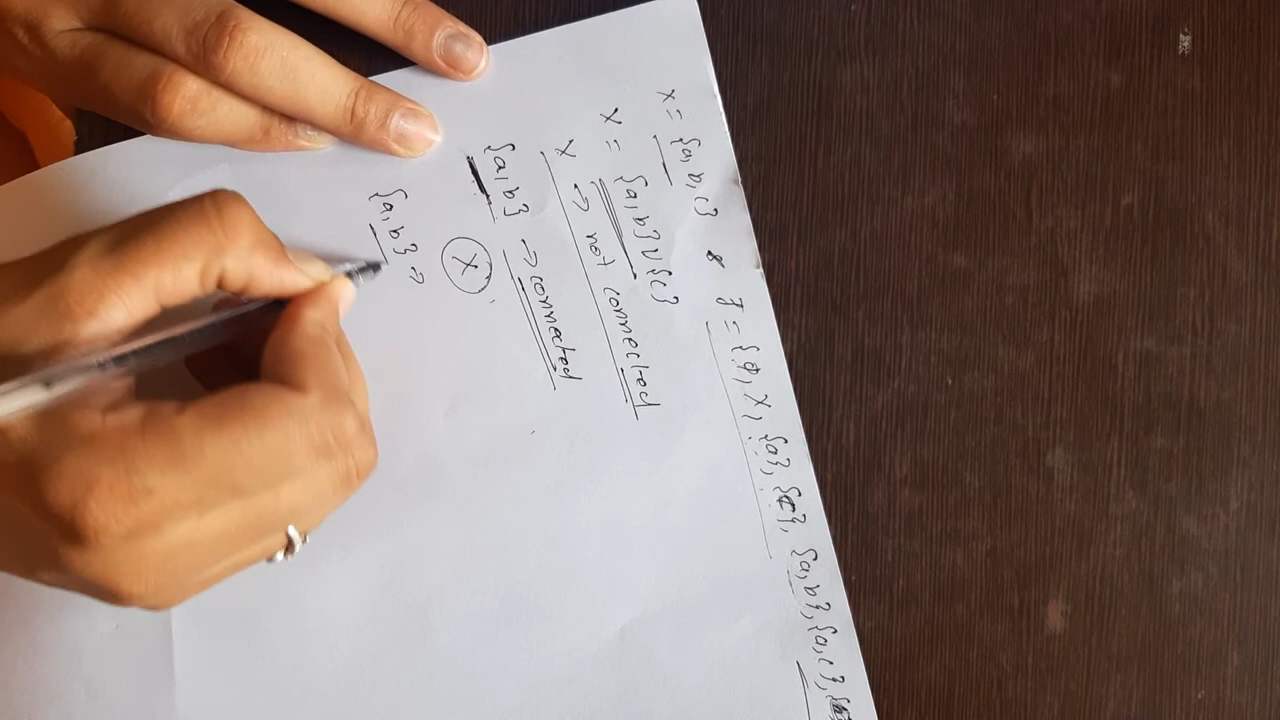 X = {a, b, c} & J = {Φ, X, {a}, {c}, {a, b}, {a, c},
X = {a, b} ∪ {c}
X → not connected
{a, b} → connected
X
{a, b} →